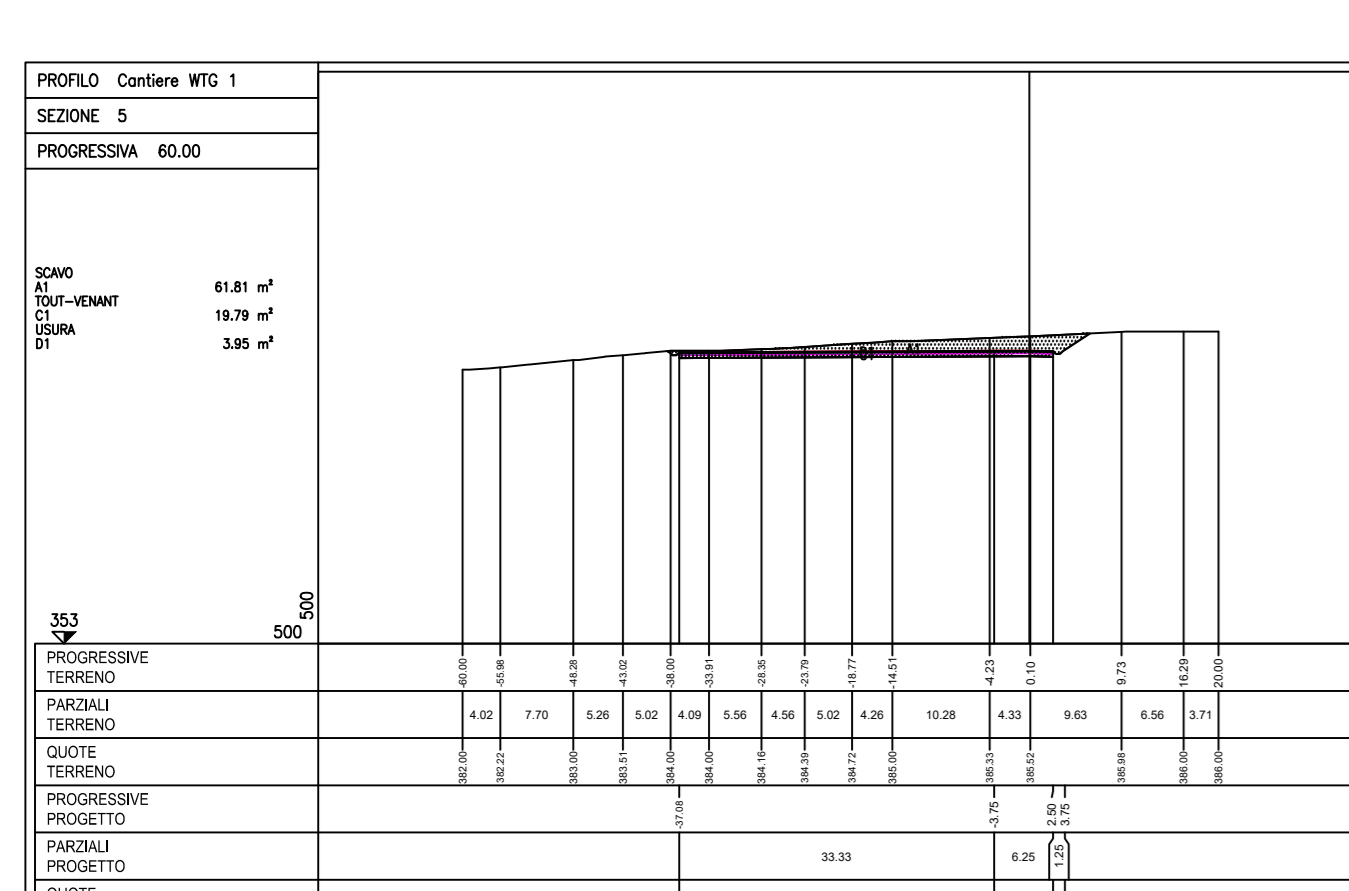 PROFILO Cantiere WTG 1
SEZIONE 5
PROGRESSIVA 60.00
SCAVO
A1 61.81 m²
TOUT-VENANT
C1 19.79 m²
USURA
D1 3.95 m²
A1
500
353
500
PROGRESSIVE
TERRENO
-60.00 -55.98 -48.28 -43.02 -38.00 -33.91 -28.35 -23.79 -18.77 -14.51 -4.23 0.10 9.73 16.29 20.00
PARZIALI
TERRENO
4.02 7.70 5.26 5.02 4.09 5.56 4.56 5.02 4.26 10.28 4.33 9.63 6.56 3.71
QUOTE
TERRENO
382.00 382.22 383.00 383.51 384.00 384.00 384.16 384.39 384.72 385.00 385.33 385.52 385.98 386.00 386.00
PROGRESSIVE
PROGETTO
-37.08 -3.75 2.50 3.75
PARZIALI
PROGETTO
33.33 6.25 1.25
QUOTE